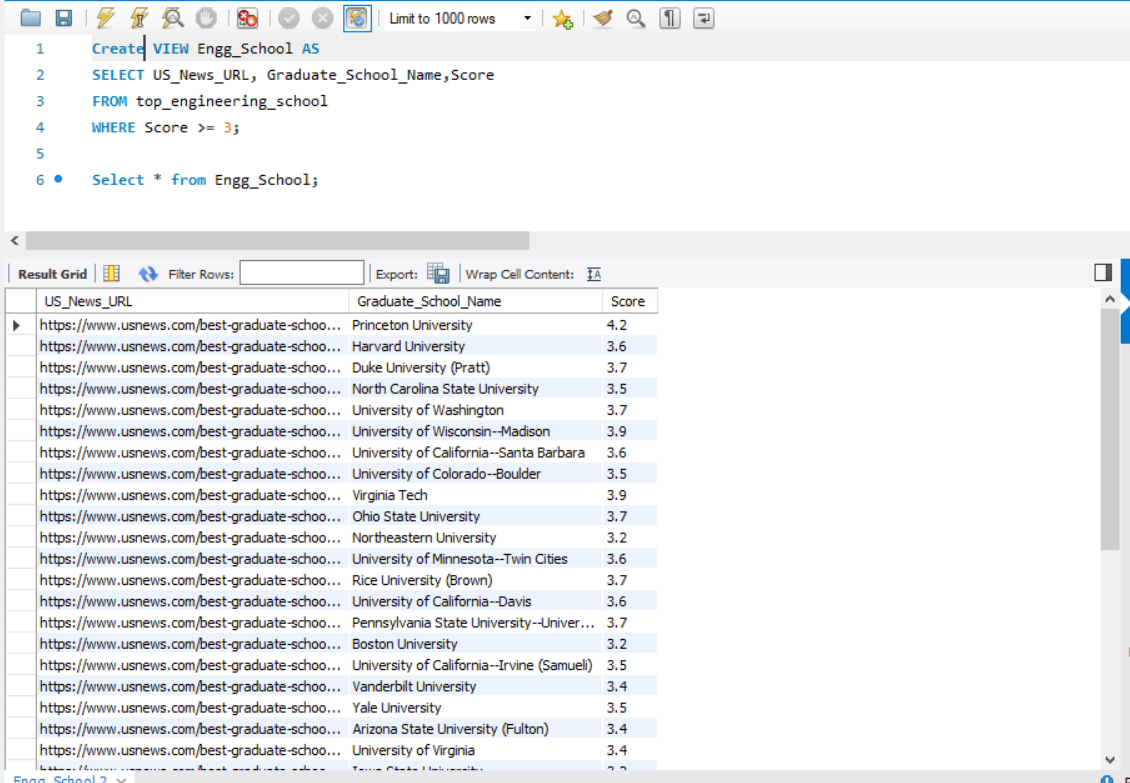 Limit to 1000 rows
1 Create VIEW Engg_School AS
2 SELECT US_News_URL, Graduate_School_Name,Score
3 FROM top_engineering_school
4 WHERE Score >= 3;
5
6 Select * from Engg_School;
Result Grid Filter Rows: Export: Wrap Cell Content: IA
US_News_URL Graduate_School_Name Score
https://www.usnews.com/best-graduate-schoo... Princeton University 4.2
https://www.usnews.com/best-graduate-schoo... Harvard University 3.6
https://www.usnews.com/best-graduate-schoo... Duke University (Pratt) 3.7
https://www.usnews.com/best-graduate-schoo... North Carolina State University 3.5
https://www.usnews.com/best-graduate-schoo... University of Washington 3.7
https://www.usnews.com/best-graduate-schoo... University of Wisconsin--Madison 3.9
https://www.usnews.com/best-graduate-schoo... University of California--Santa Barbara 3.6
https://www.usnews.com/best-graduate-schoo... University of Colorado--Boulder 3.5
https://www.usnews.com/best-graduate-schoo... Virginia Tech 3.9
https://www.usnews.com/best-graduate-schoo... Ohio State University 3.7
https://www.usnews.com/best-graduate-schoo... Northeastern University 3.2
https://www.usnews.com/best-graduate-schoo... University of Minnesota--Twin Cities 3.6
https://www.usnews.com/best-graduate-schoo... Rice University (Brown) 3.7
https://www.usnews.com/best-graduate-schoo... University of California--Davis 3.6
https://www.usnews.com/best-graduate-schoo... Pennsylvania State University--Univer... 3.7
https://www.usnews.com/best-graduate-schoo... Boston University 3.2
https://www.usnews.com/best-graduate-schoo... University of California--Irvine (Samueli) 3.5
https://www.usnews.com/best-graduate-schoo... Vanderbilt University 3.4
https://www.usnews.com/best-graduate-schoo... Yale University 3.5
https://www.usnews.com/best-graduate-schoo... Arizona State University (Fulton) 3.4
https://www.usnews.com/best-graduate-schoo... University of Virginia 3.4
Engg_School 2